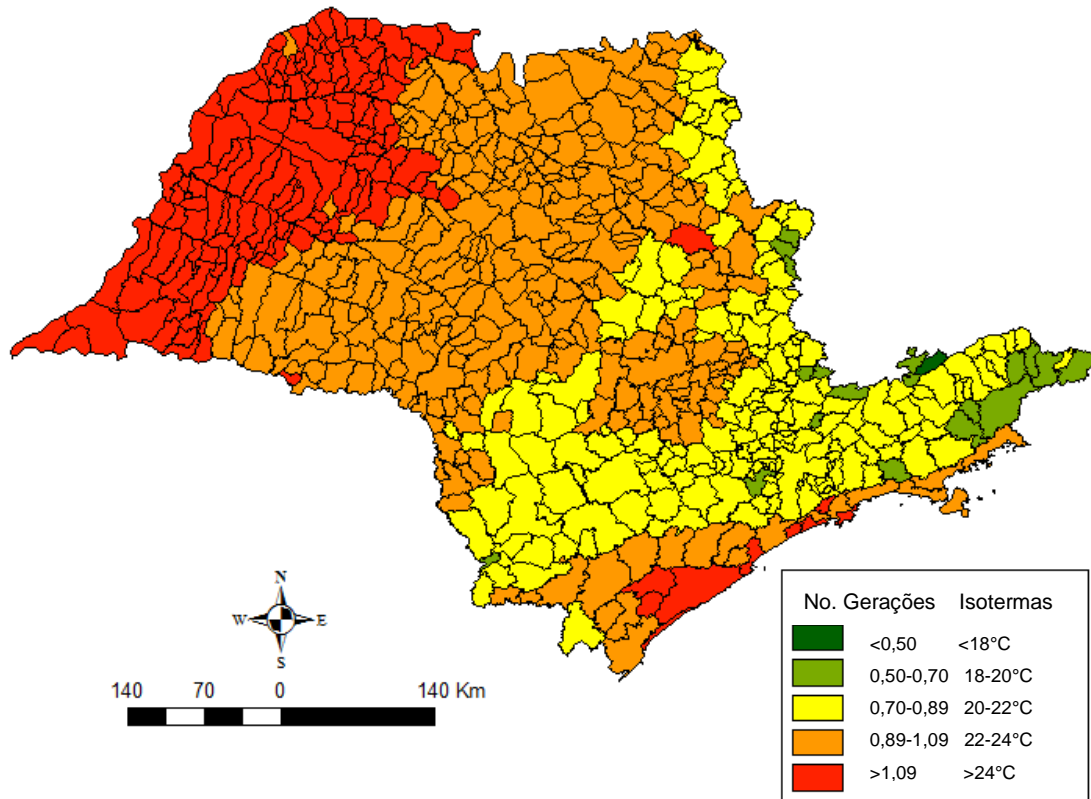 N
W E
S
140 70 0 140 Km
No. Gerações Isotermas
<0,50 <18°C
0,50-0,70 18-20°C
0,70-0,89 20-22°C
0,89-1,09 22-24°C
>1,09 >24°C